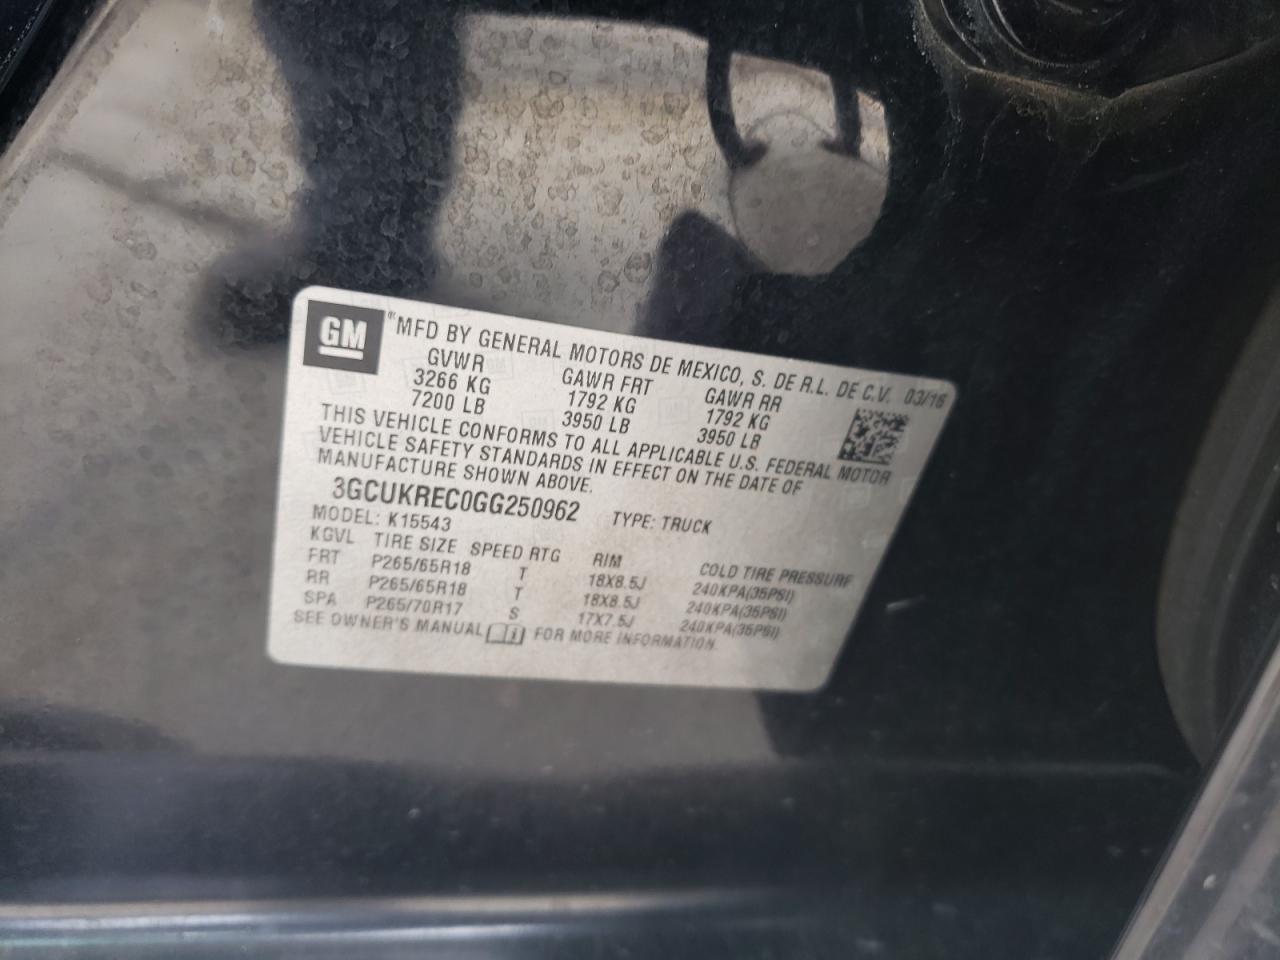 GM
® MFD BY GENERAL MOTORS DE MEXICO, S. DE R.L. DE C.V. 03/16
GVWR GAWR FRT GAWR RR
3266 KG 1792 KG 1792 KG
7200 LB 3950 LB 3950 LB
THIS VEHICLE CONFORMS TO ALL APPLICABLE U.S. FEDERAL MOTOR
VEHICLE SAFETY STANDARDS IN EFFECT ON THE DATE OF
MANUFACTURE SHOWN ABOVE.
3GCUKREC0GG250962 TYPE: TRUCK
MODEL: K15543
KGVL TIRE SIZE SPEED RTG RIM COLD TIRE PRESSURE
FRT P265/65R18 T 18X8.5J 240KPA(35PSI)
RR P265/65R18 T 18X8.5J 240KPA(35PSI)
SPA P265/70R17 S 17X7.5J 240KPA(35PSI)
SEE OWNER'S MANUAL FOR MORE INFORMATION.